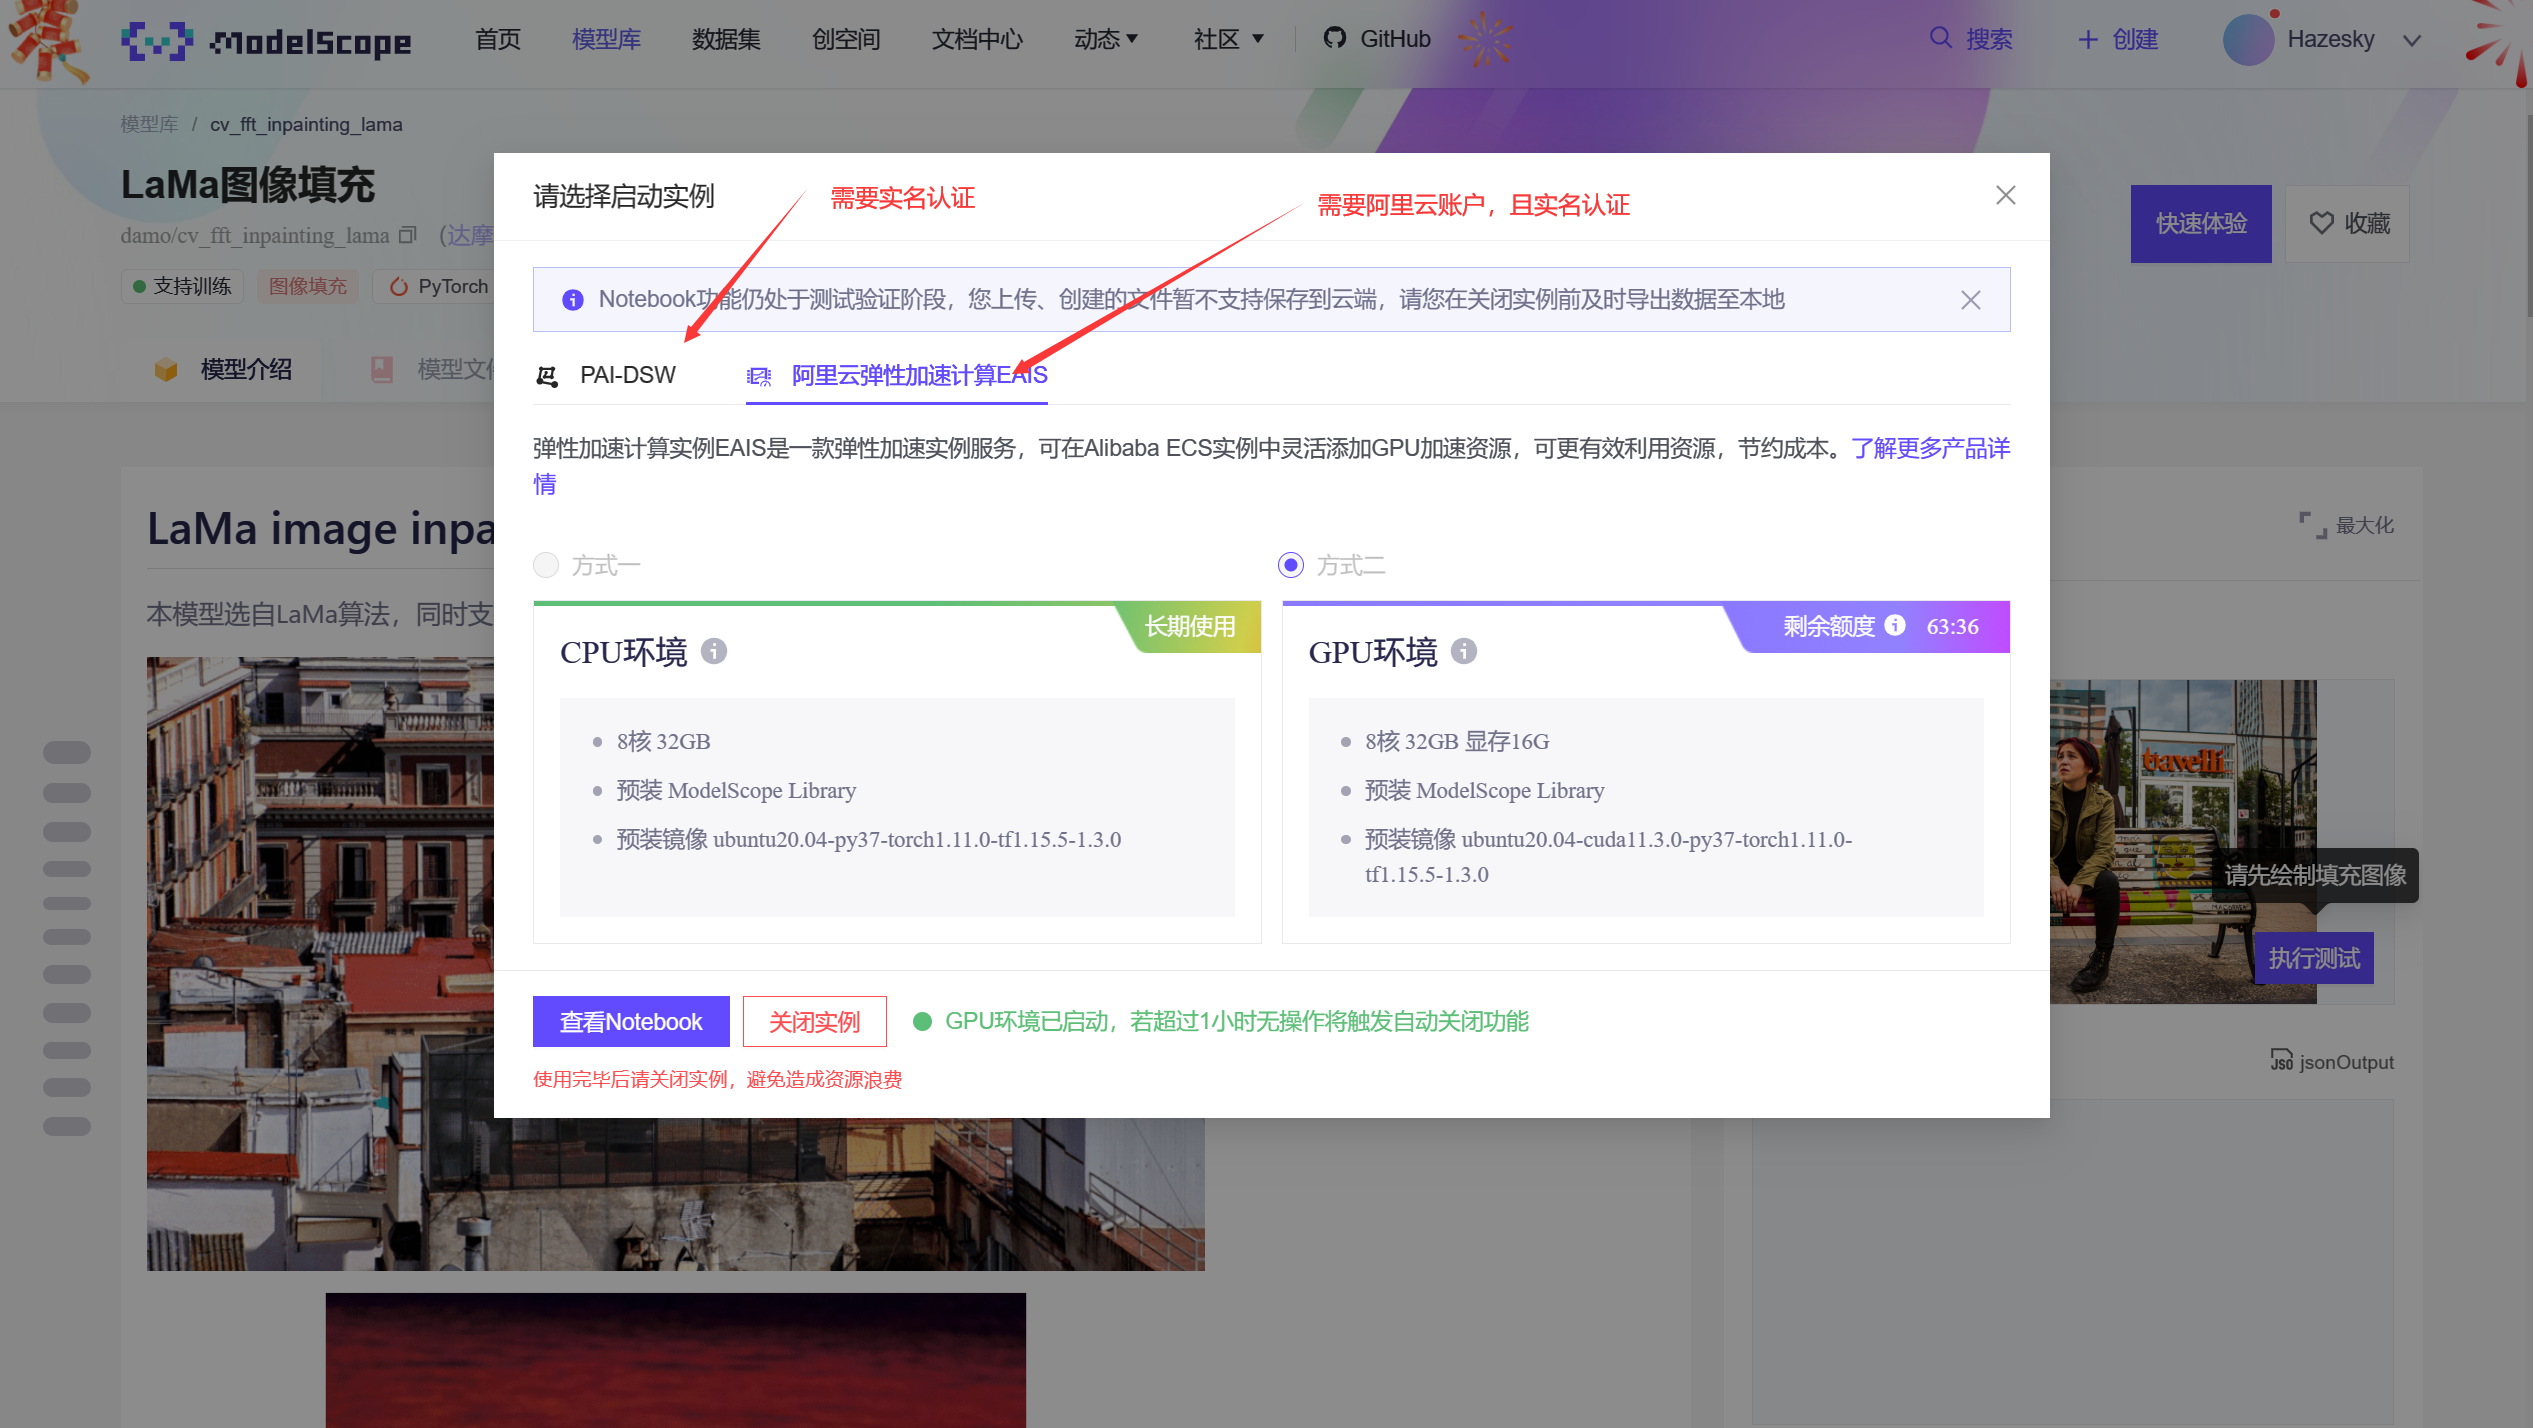 ModelScope
首页
模型库
数据集
创空间
文档中心
动态
社区
GitHub
搜索
+ 创建
Hazesky
模型库 / cv_fft_inpainting_lama
LaMa图像填充
damo/cv_fft_inpainting_lama (达摩
支持训练
图像填充
PyTorch
快速体验
收藏
模型介绍
模型文件
请选择启动实例
需要实名认证
需要阿里云账户，且实名认证
Notebook功能仍处于测试验证阶段，您上传、创建的文件暂不支持保存到云端，请您在关闭实例前及时导出数据至本地
PAI-DSW
阿里云弹性加速计算EAIS
弹性加速计算实例EAIS是一款弹性加速实例服务，可在Alibaba ECS实例中灵活添加GPU加速资源，可更有效利用资源，节约成本。了解更多产品详
情
方式一
方式二
长期使用
CPU环境
8核 32GB
预装 ModelScope Library
预装镜像 ubuntu20.04-py37-torch1.11.0-tf1.15.5-1.3.0
剩余额度 63:36
GPU环境
8核 32GB 显存16G
预装 ModelScope Library
预装镜像 ubuntu20.04-cuda11.3.0-py37-torch1.11.0-
tf1.15.5-1.3.0
查看Notebook
关闭实例
GPU环境已启动，若超过1小时无操作将触发自动关闭功能
使用完毕后请关闭实例，避免造成资源浪费
LaMa image inpa
本模型选自LaMa算法，同时支
最大化
travelli
请先绘制填充图像
执行测试
jsonOutput